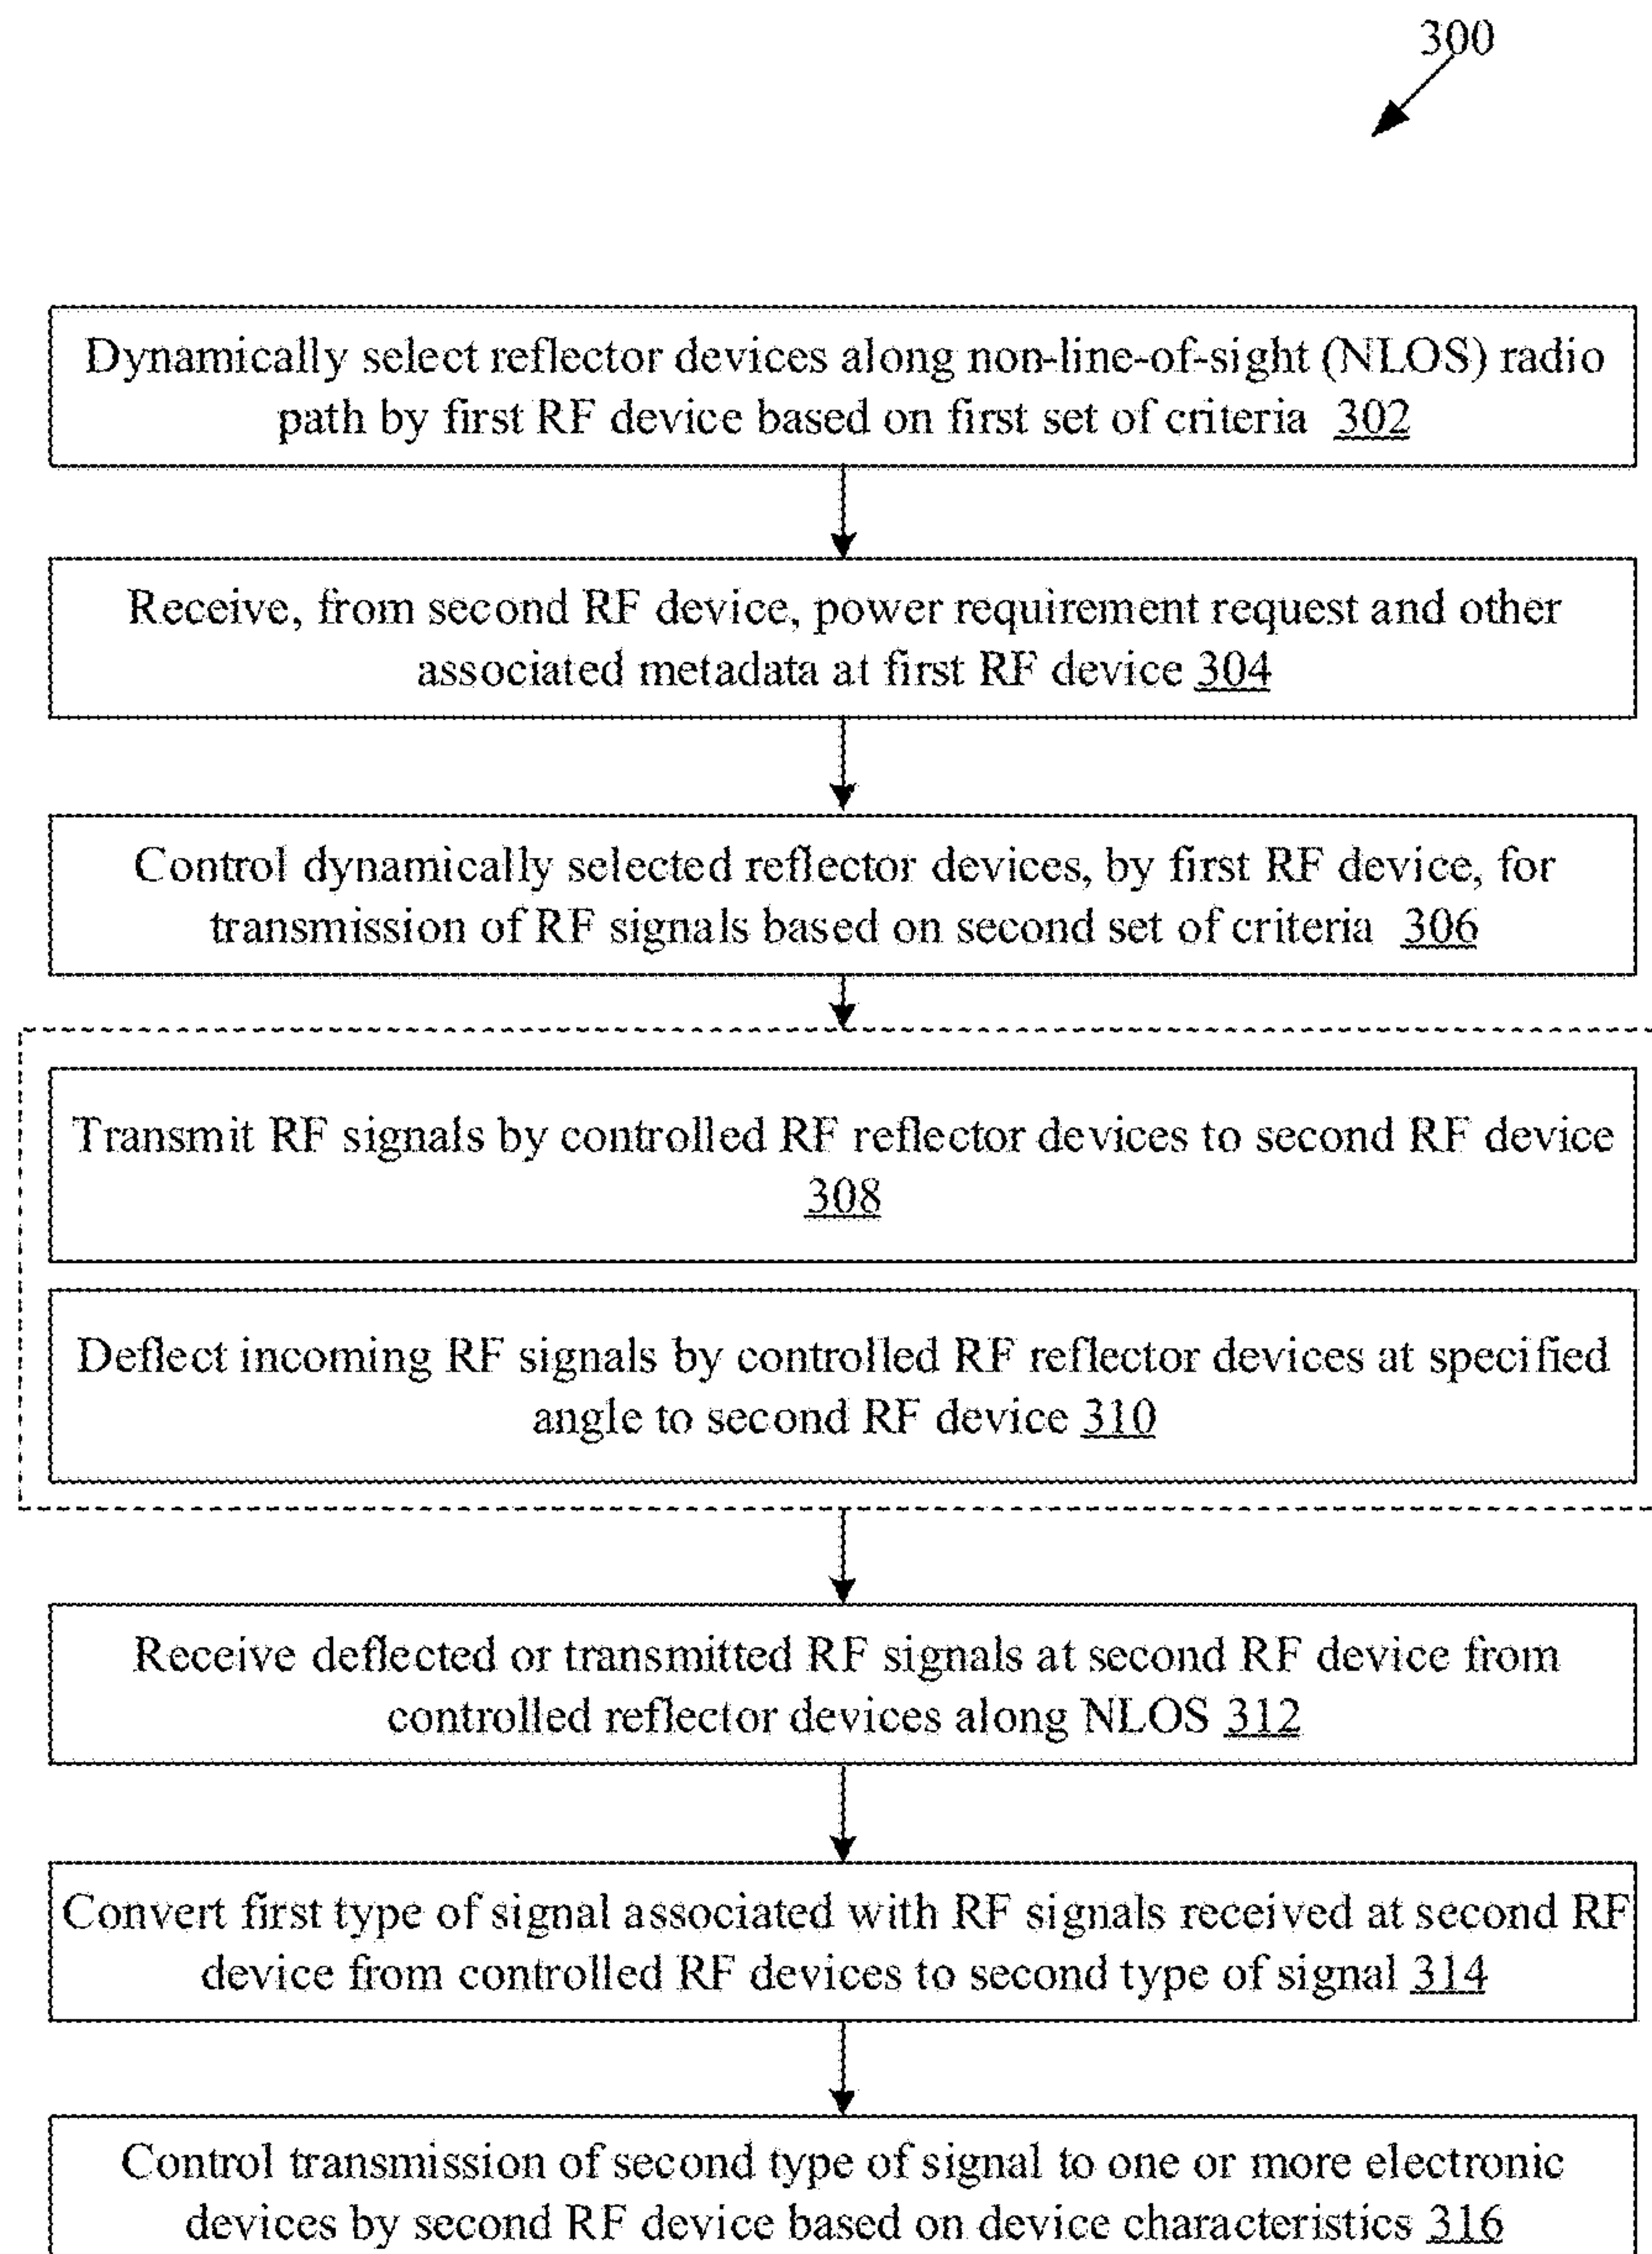 300
Dynamically select reflector devices along non-line-of-sight (NLOS) radio
path by first RF device based on first set of criteria 302
Receive, from second RF device, power requirement request and other
associated metadata at first RF device 304
Control dynamically selected reflector devices, by first RF device, for
transmission of RF signals based on second set of criteria 306
Transmit RF signals by controlled RF reflector devices to second RF device
308
Deflect incoming RF signals by controlled RF reflector devices at specified
angle to second RF device 310
Receive deflected or transmitted RF signals at second RF device from
controlled reflector devices along NLOS 312
Convert first type of signal associated with RF signals received at second RF
device from controlled RF devices to second type of signal 314
Control transmission of second type of signal to one or more electronic
devices by second RF device based on device characteristics 316